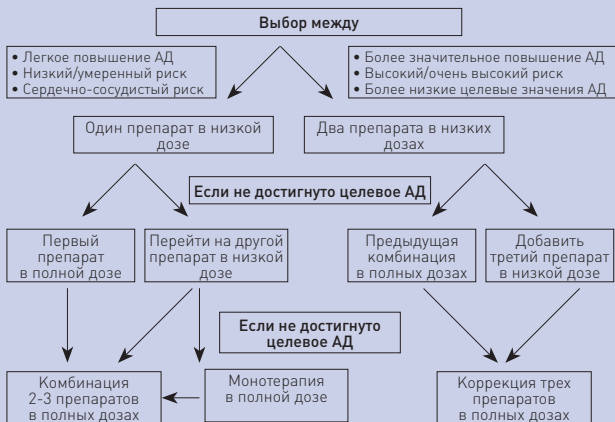 Выбор между
• Легкое повышение АД
• Низкий/умеренный риск
• Сердечно-сосудистый риск
• Более значительное повышение АД
• Высокий/очень высокий риск
• Более низкие целевые значения АД
Один препарат в низкой
дозе
Два препарата в низких
дозах
Если не достигнуто целевое АД
Первый
препарат
в полной дозе
Перейти на другой
препарат в низкой
дозе
Предыдущая
комбинация
в полных дозах
Добавить
третий препарат
в низкой дозе
Если не достигнуто
целевое АД
Комбинация
2-3 препаратов
в полных дозах
Монотерапия
в полной дозе
Коррекция трех
препаратов
в полных дозах